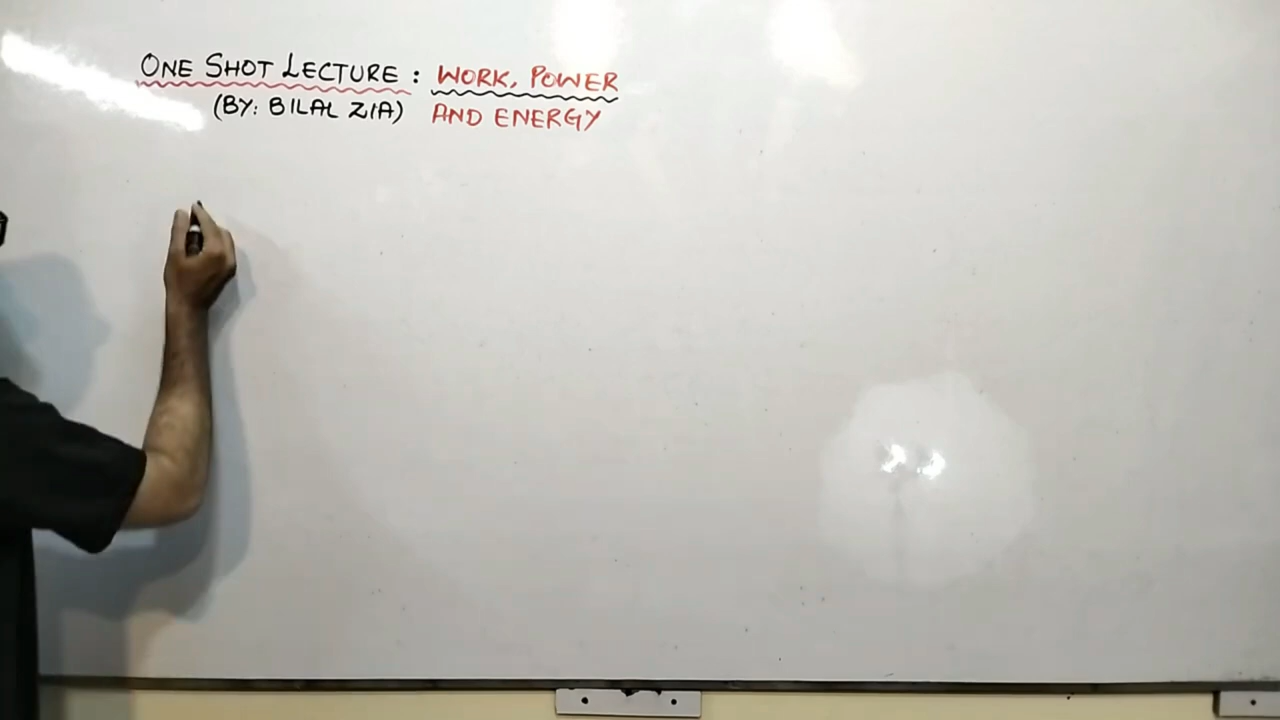 ONE SHOT LECTURE : WORK, POWER
(BY: BILAL ZIA) AND ENERGY